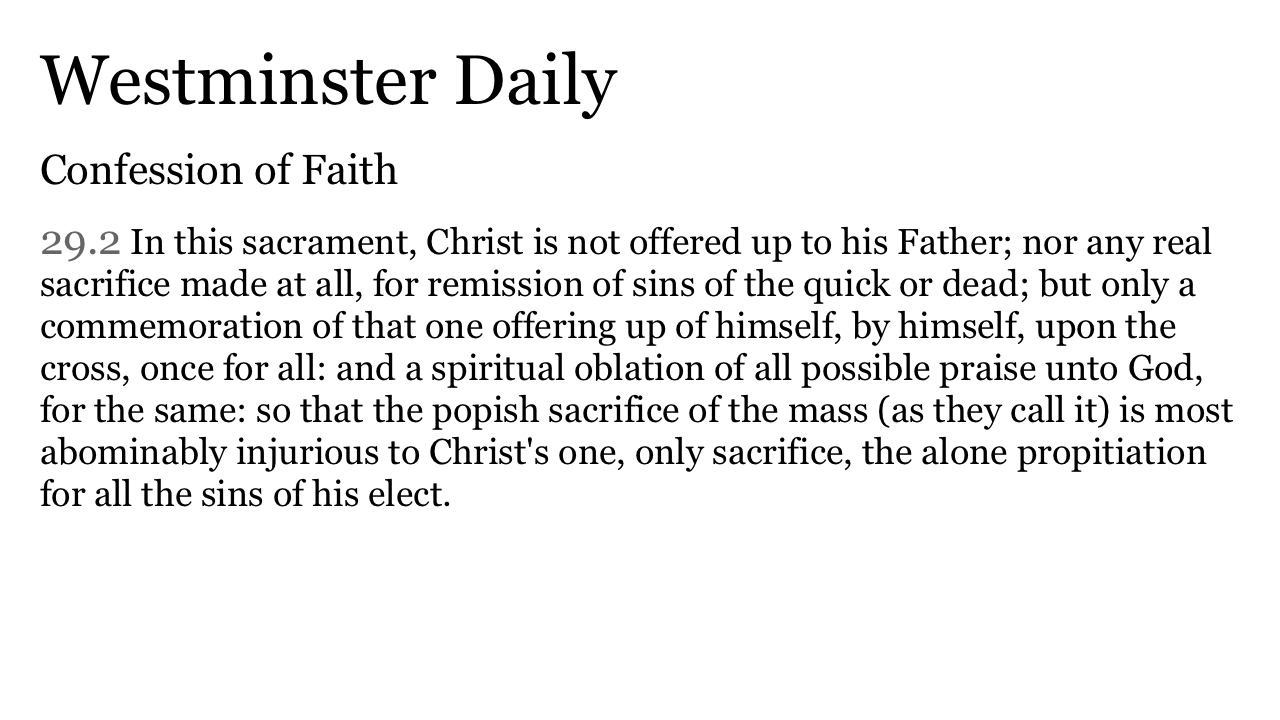 Westminster Daily
Confession of Faith
29.2 In this sacrament, Christ is not offered up to his Father; nor any real
sacrifice made at all, for remission of sins of the quick or dead; but only a
commemoration of that one offering up of himself, by himself, upon the
cross, once for all: and a spiritual oblation of all possible praise unto God,
for the same: so that the popish sacrifice of the mass (as they call it) is most
abominably injurious to Christ's one, only sacrifice, the alone propitiation
for all the sins of his elect.